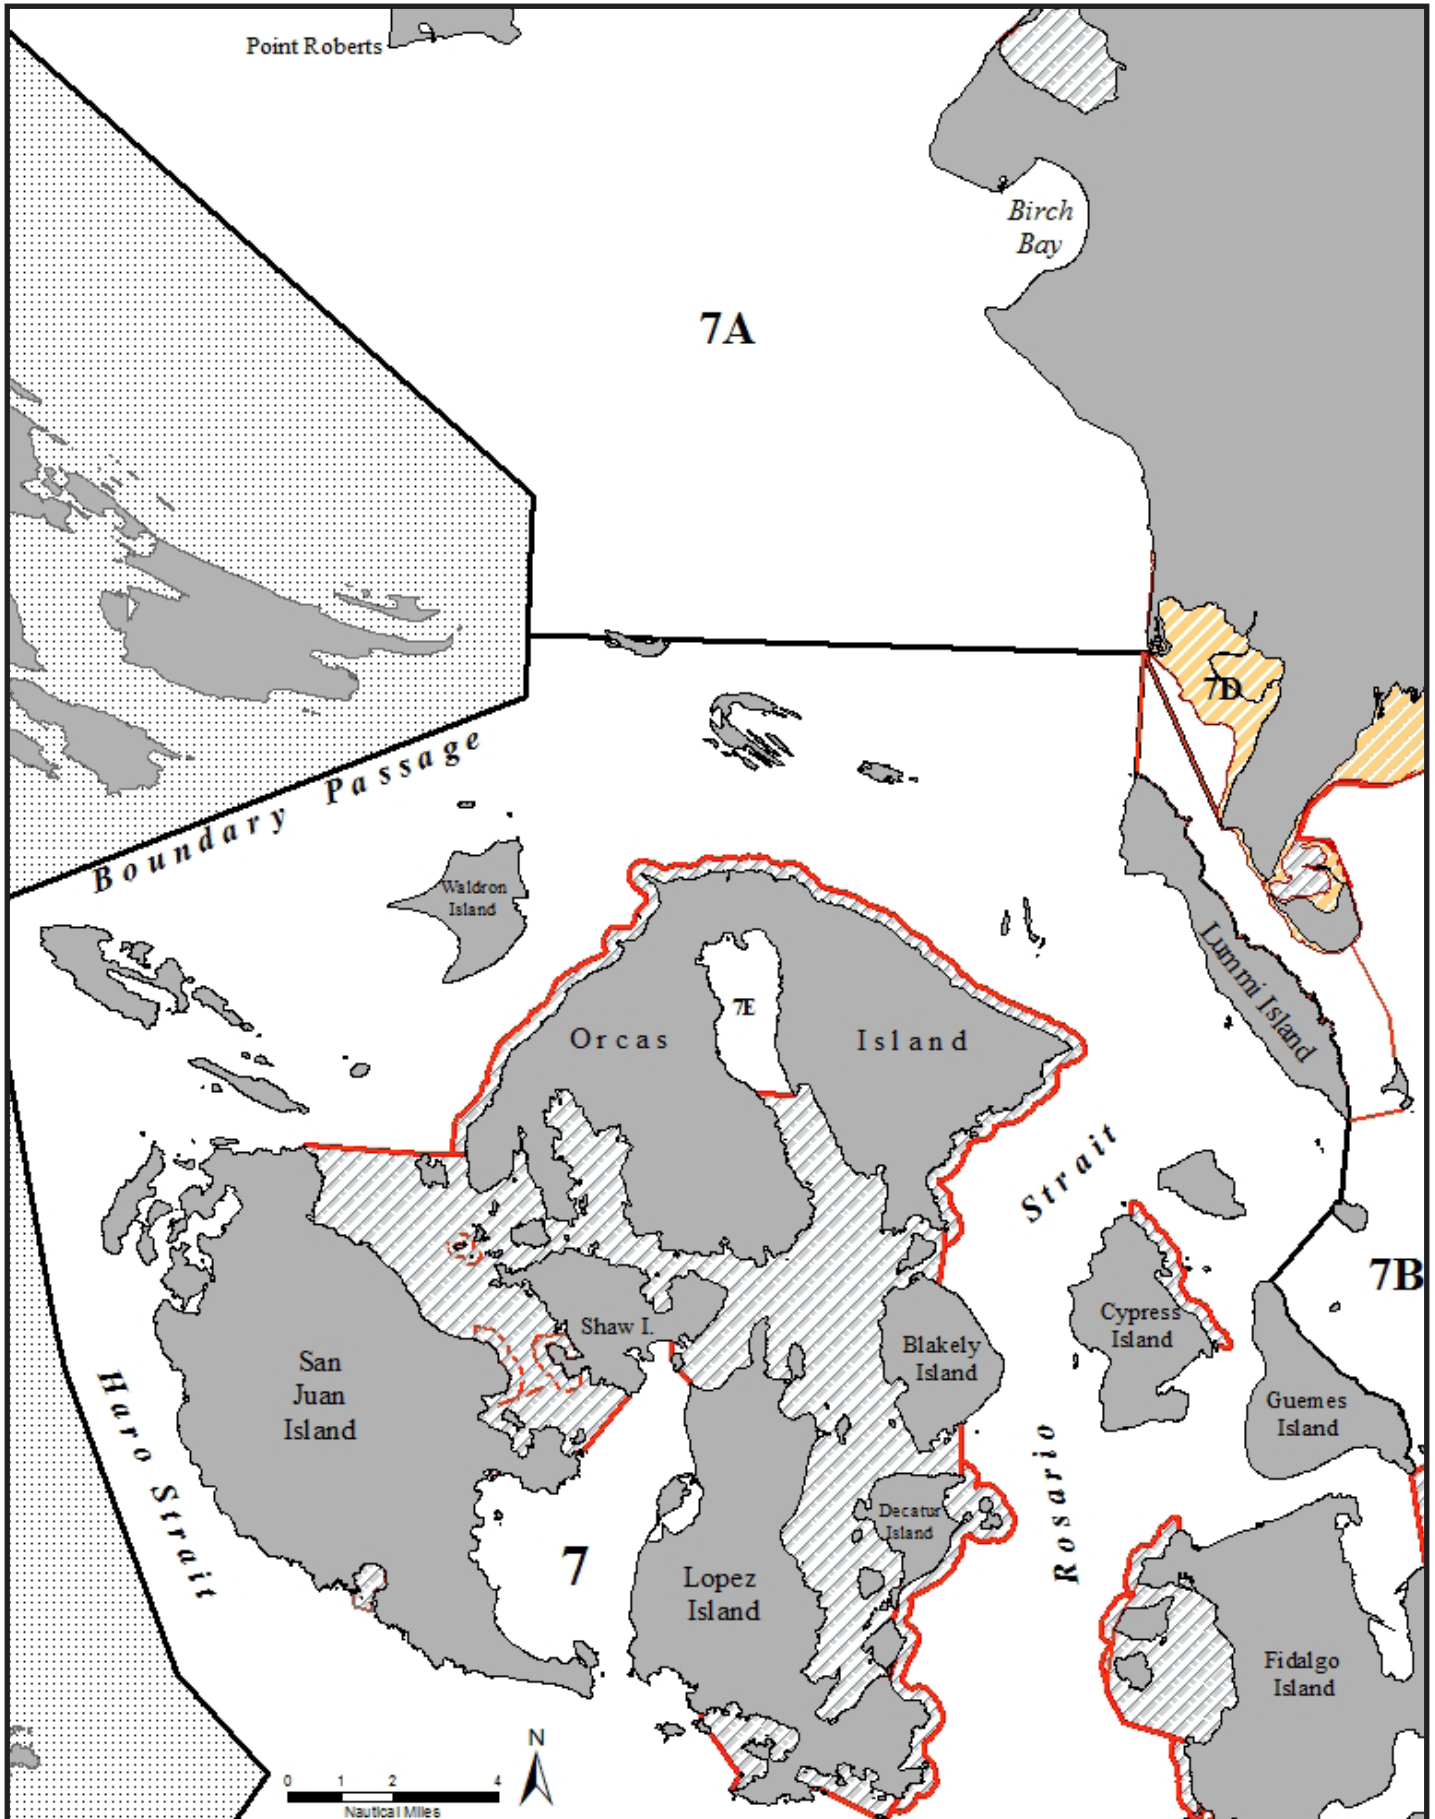 Point Roberts
Birch
Bay
7A
7D
Boundary Passage
Waldron
Island
7E
Orcas Island
Lummi Island
Strait
7B
Shaw I.
Cypress
Island
Blakely
Island
San
Juan
Island
Guemes
Island
Haro Strait
Rosario
Decatur
Island
7
Lopez
Island
Fidalgo
Island
N
0 1 2 4
Nautical Miles